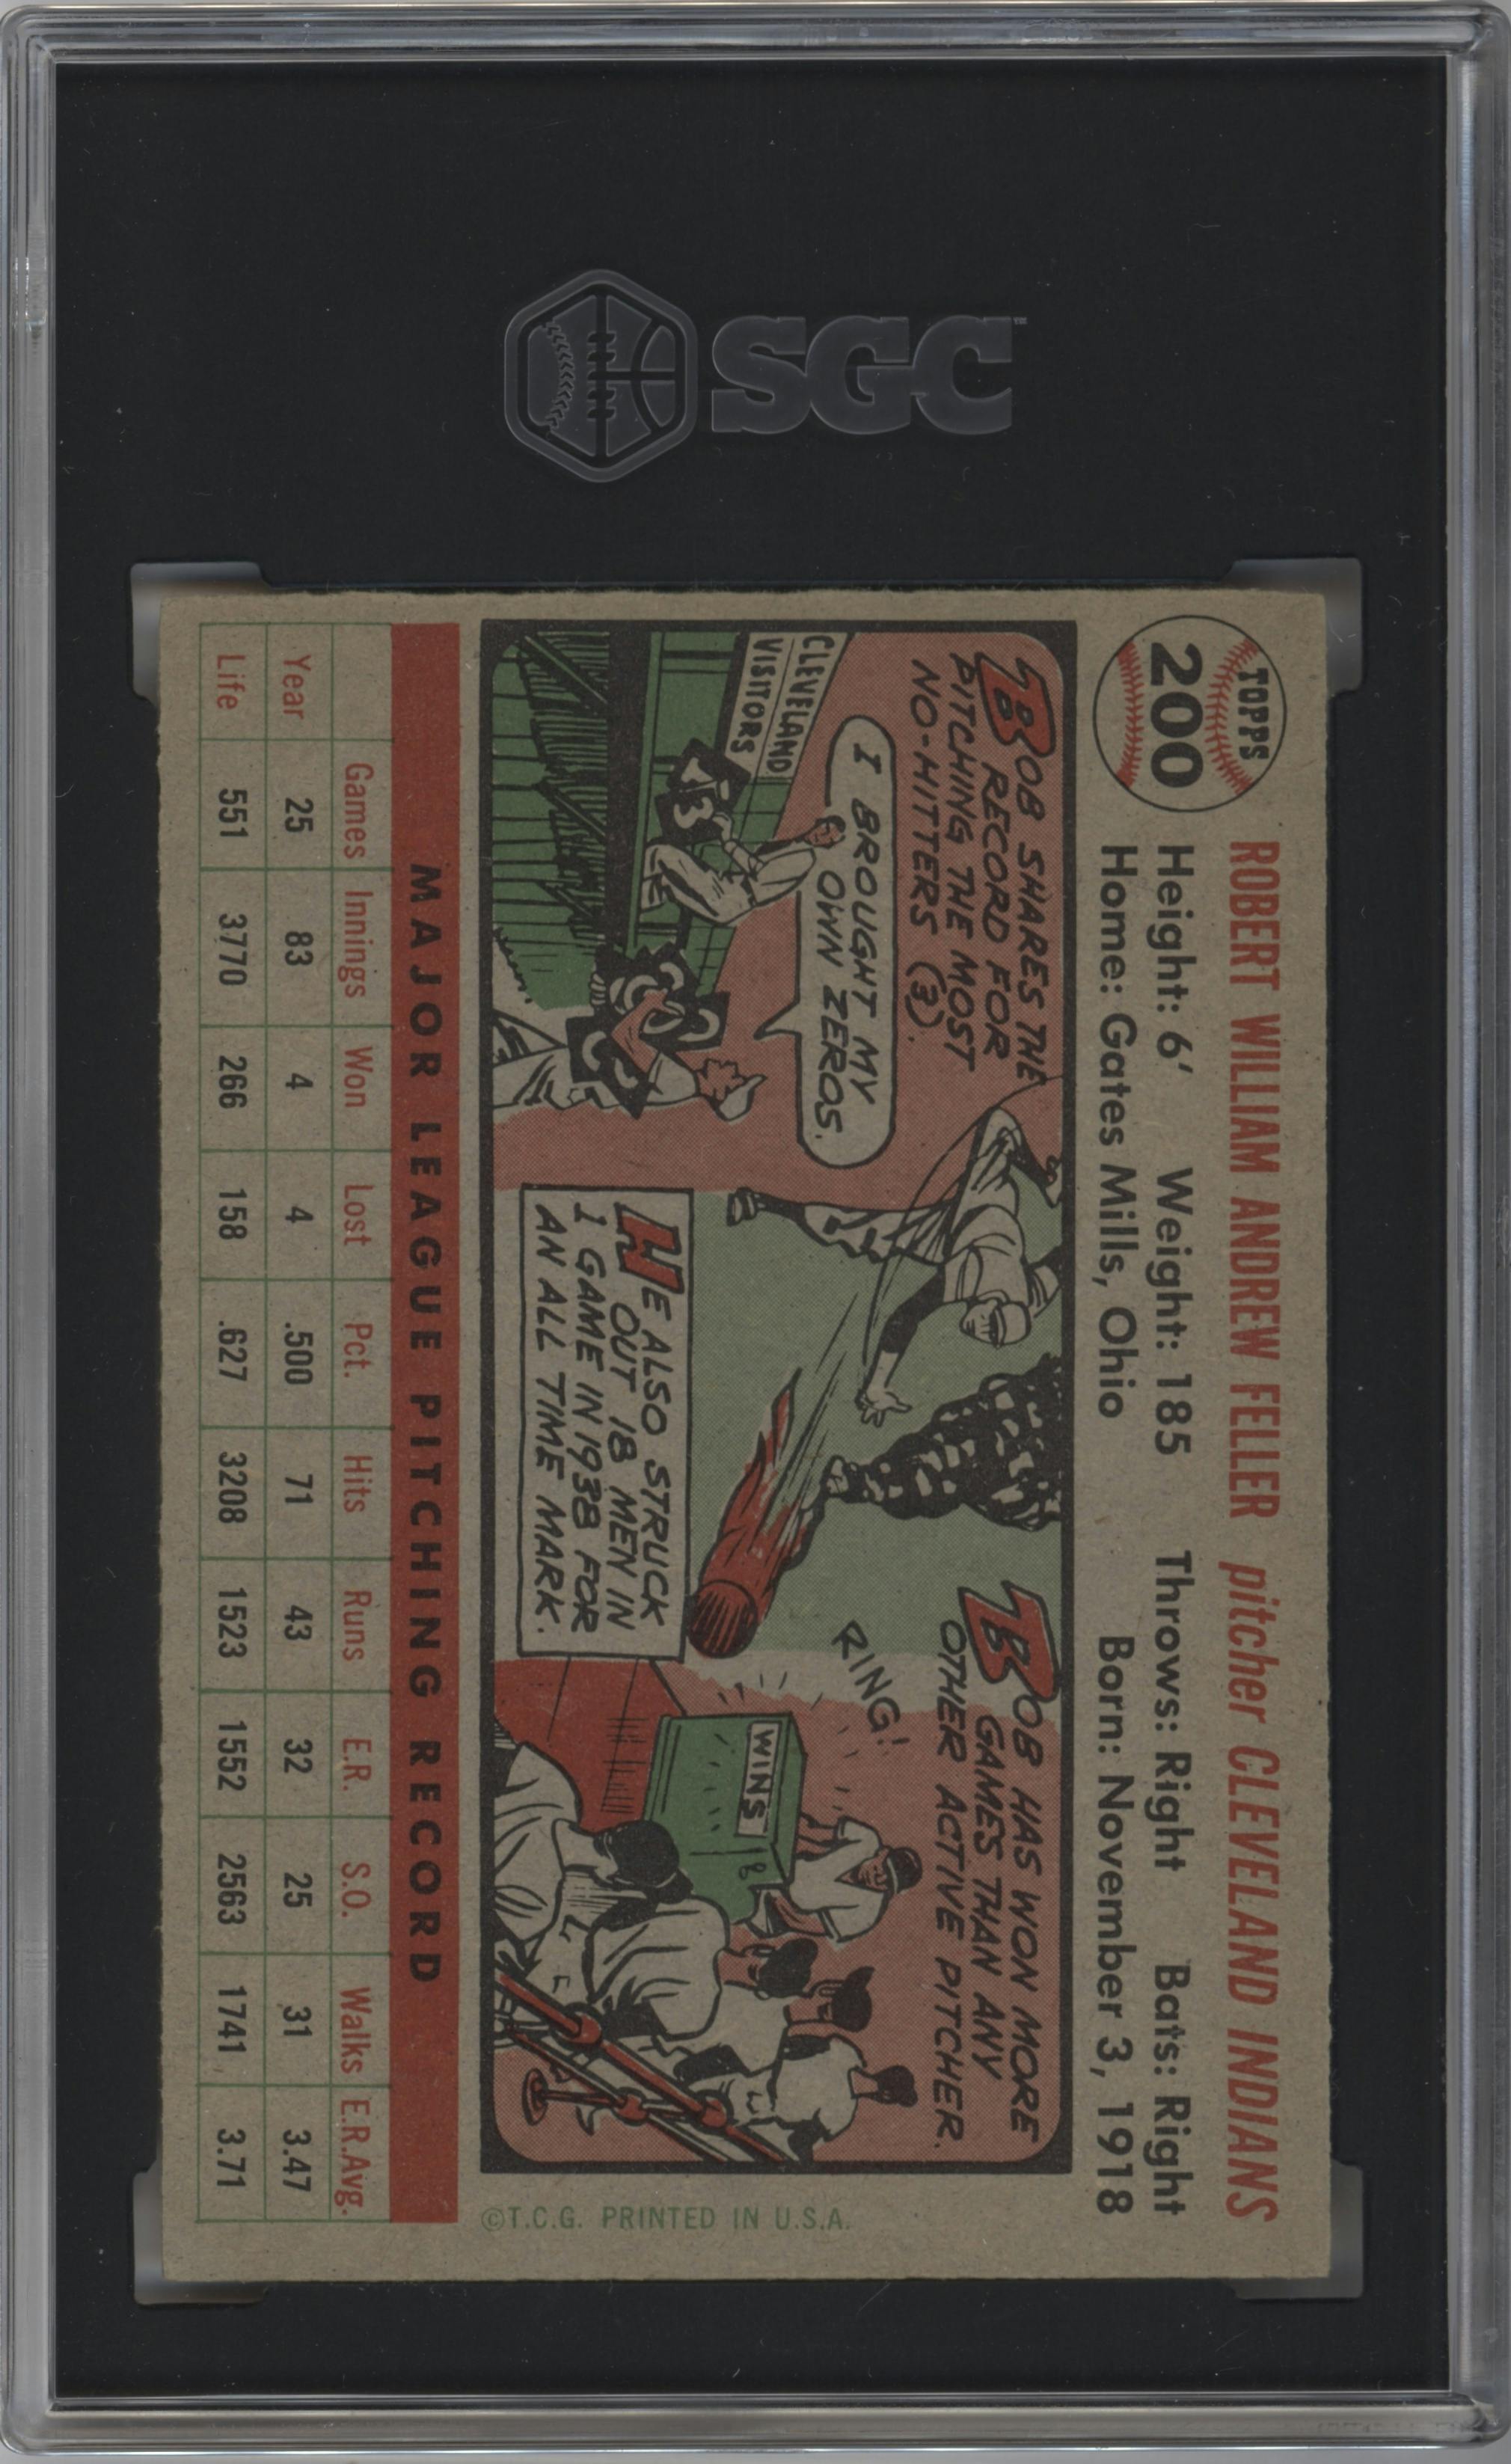 SGC
TOPPS
200
ROBERT WILLIAM ANDREW FELLER pitcher CLEVELAND INDIANS
Height: 6' Weight: 185 Throws: Right Bats: Right
Home: Gates Mills, Ohio Born: November 3, 1918
BOB SHARES THE
RECORD FOR
PITCHING THE MOST
NO-HITTERS (3).
I BROUGHT MY
OWN ZEROS.
CLEVELAND
VISITORS
13
HE ALSO STRUCK
OUT 18 MEN IN
1 GAME IN 1938 FOR
AN ALL TIME MARK.
BOB HAS WON MORE
GAMES THAN ANY
OTHER ACTIVE PITCHER.
RING!
WINS
©T.C.G. PRINTED IN U.S.A.
MAJOR LEAGUE PITCHING RECORD
Games Innings Won Lost Pct. Hits Runs E.R. S.O. Walks E.R.Avg.
Year 25 83 4 4 .500 71 43 32 25 31 3.47
Life 551 3770 266 158 .627 3208 1523 1552 2563 1741 3.71